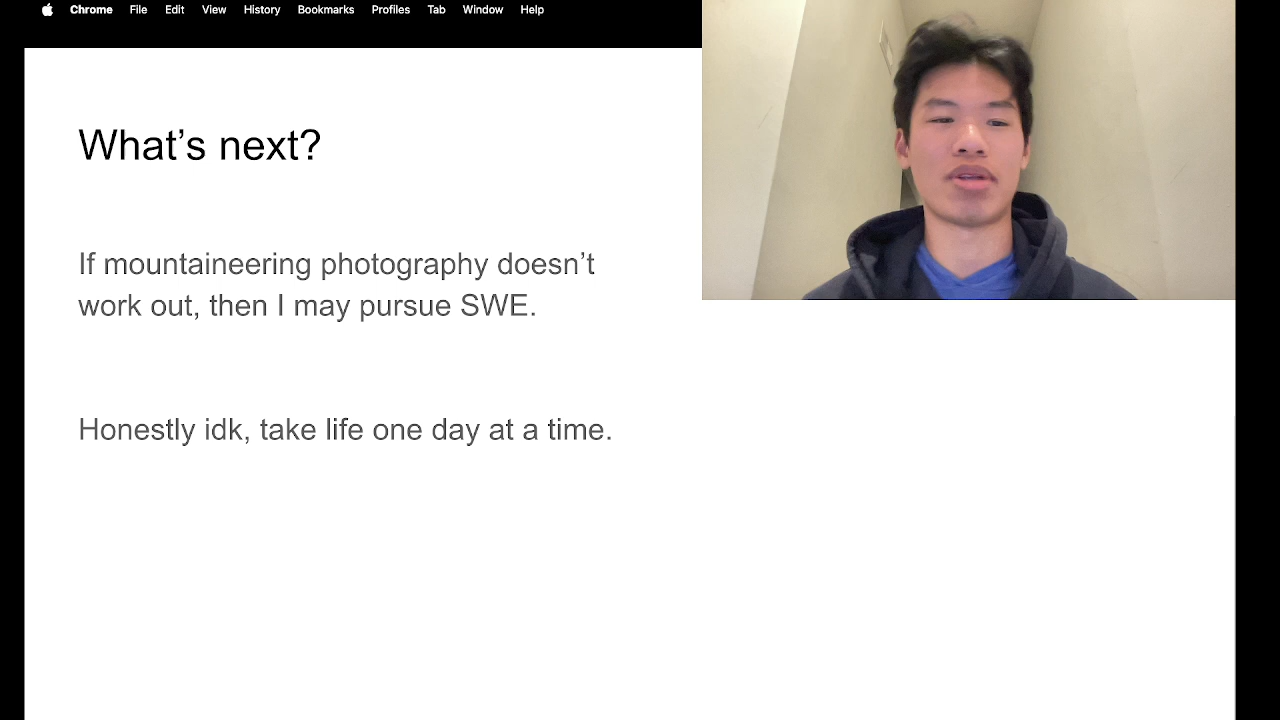 Chrome File Edit View History Bookmarks Profiles Tab Window Help
What’s next?
If mountaineering photography doesn’t
work out, then I may pursue SWE.
Honestly idk, take life one day at a time.